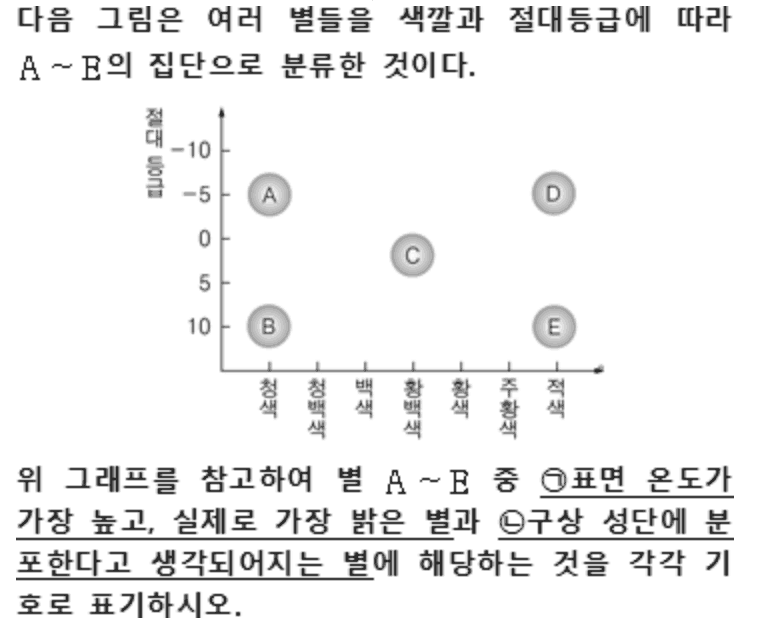 다음 그림은 여러 별들을 색깔과 절대등급에 따라
A ~ E의 집단으로 분류한 것이다.
절대 등급
-10
-5
0
5
10
A
D
C
B
E
청색
청백색
백색
황백색
황색
주황색
적색
위 그래프를 참고하여 별 A ~ E 중 ㉠표면 온도가
가장 높고, 실제로 가장 밝은 별과 ㉡구상 성단에 분
포한다고 생각되어지는 별에 해당하는 것을 각각 기
호로 표기하시오.